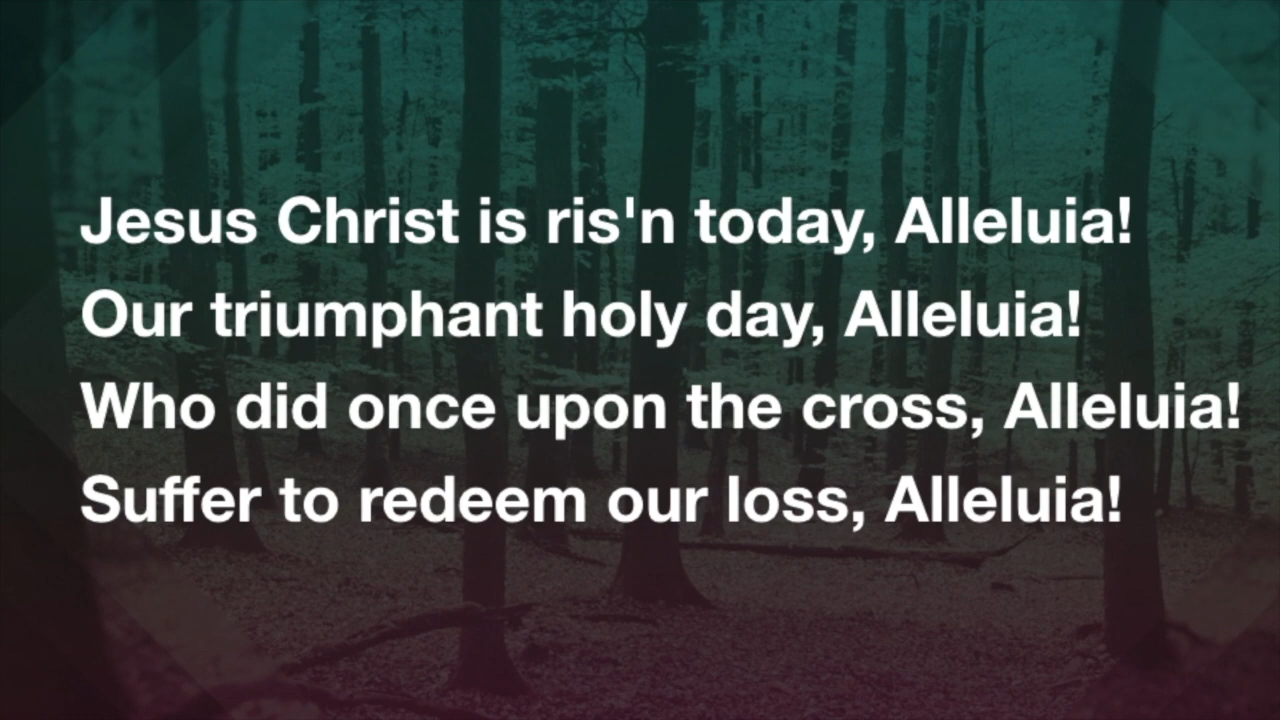 Jesus Christ is ris'n today, Alleluia!
Our triumphant holy day, Alleluia!
Who did once upon the cross, Alleluia!
Suffer to redeem our loss, Alleluia!